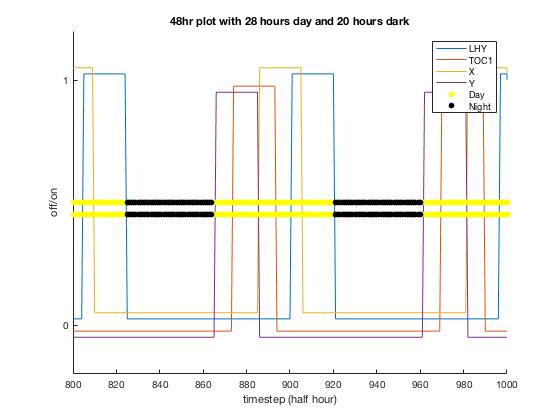 48hr plot with 28 hours day and 20 hours dark
LHY
TOC1
X
Y
Day
Night
1
0
off/on
800
820
840
860
880
900
920
940
960
980
1000
timestep (half hour)